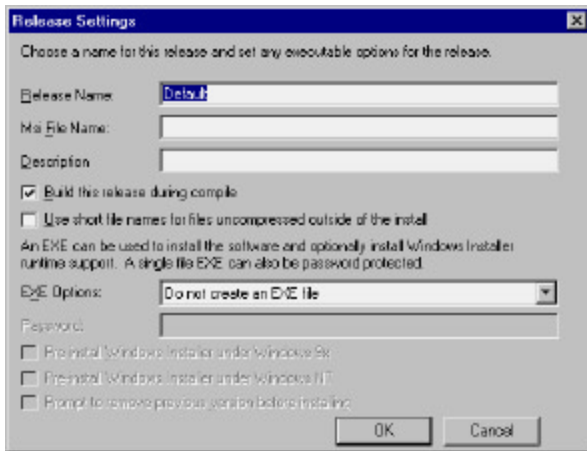 Release Settings
Choose a name for this release and set any executable options for the release.
Release Name:
Default
Msi File Name:
Description
Build this release during compile
Use short file names for files uncompressed outside of the install
An EXE can be used to install the software and optionally install Windows Installer
runtime support. A single file EXE can also be password protected.
EXE Options:
Do not create an EXE file
Password:
Pre-install Windows Installer under Windows 9x
Pre-install Windows Installer under Windows NT
Prompt to remove previous version before installing
OK
Cancel